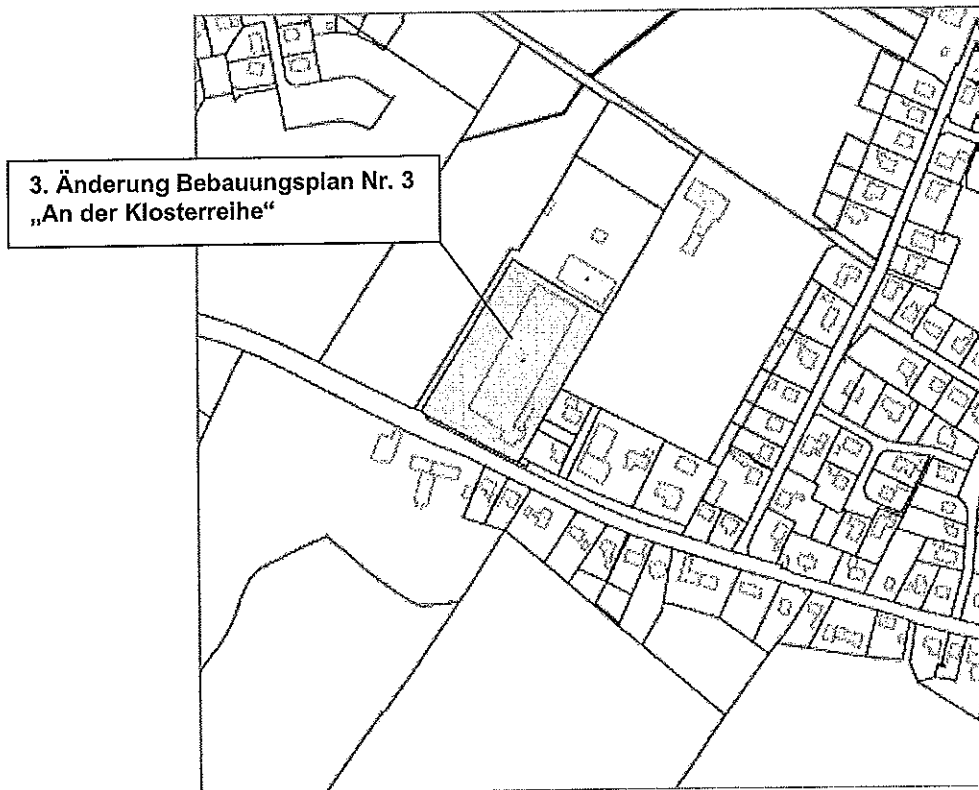 3. Änderung Bebauungsplan Nr. 3
„An der Klosterreihe“